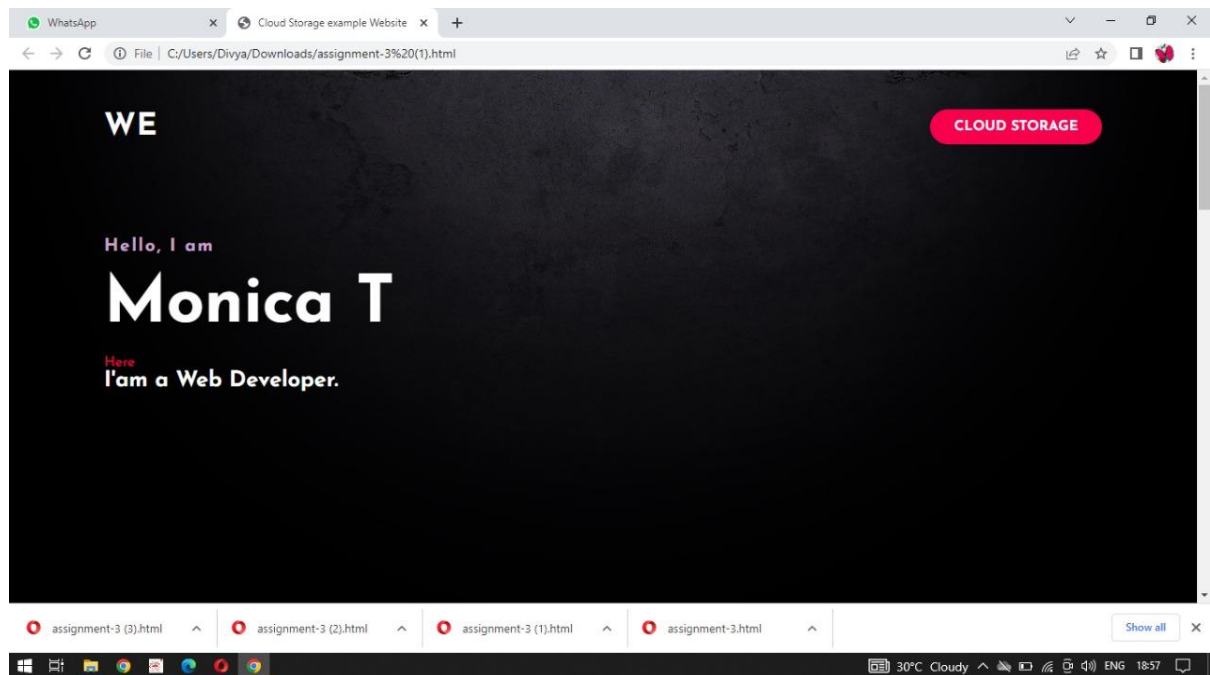 WhatsApp
Cloud Storage example Website
File | C:/Users/Divya/Downloads/assignment-3%20(1).html
WE
CLOUD STORAGE
Hello, I am
Monica T
Here
I'am a Web Developer.
assignment-3 (3).html
assignment-3 (2).html
assignment-3 (1).html
assignment-3.html
Show all
30°C Cloudy
ENG
18:57